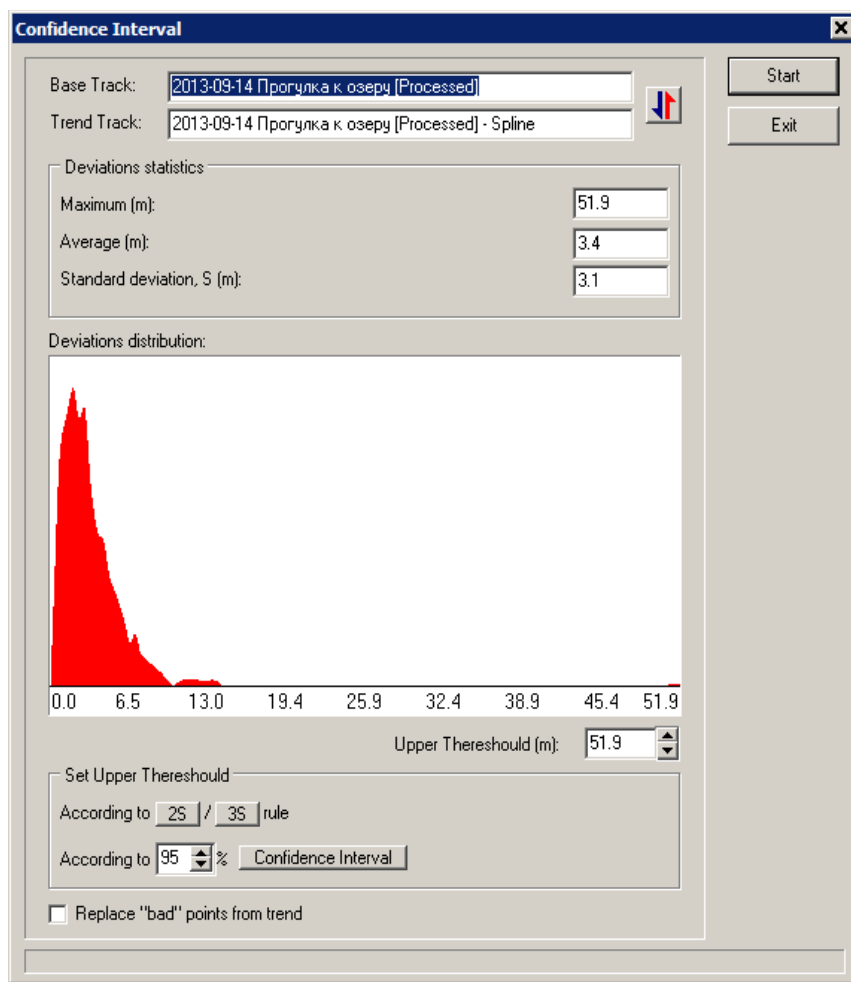 Confidence Interval
Base Track: 2013-09-14 Прогулка к озеру [Processed]
Start
Trend Track: 2013-09-14 Прогулка к озеру [Processed] - Spline
Exit
Deviations statistics
Maximum (m): 51.9
Average (m): 3.4
Standard deviation, S (m): 3.1
Deviations distribution:
0.0 6.5 13.0 19.4 25.9 32.4 38.9 45.4 51.9
Upper Thereshould (m): 51.9
Set Upper Thereshould
According to 2S / 3S rule
According to 95 % Confidence Interval
Replace "bad" points from trend